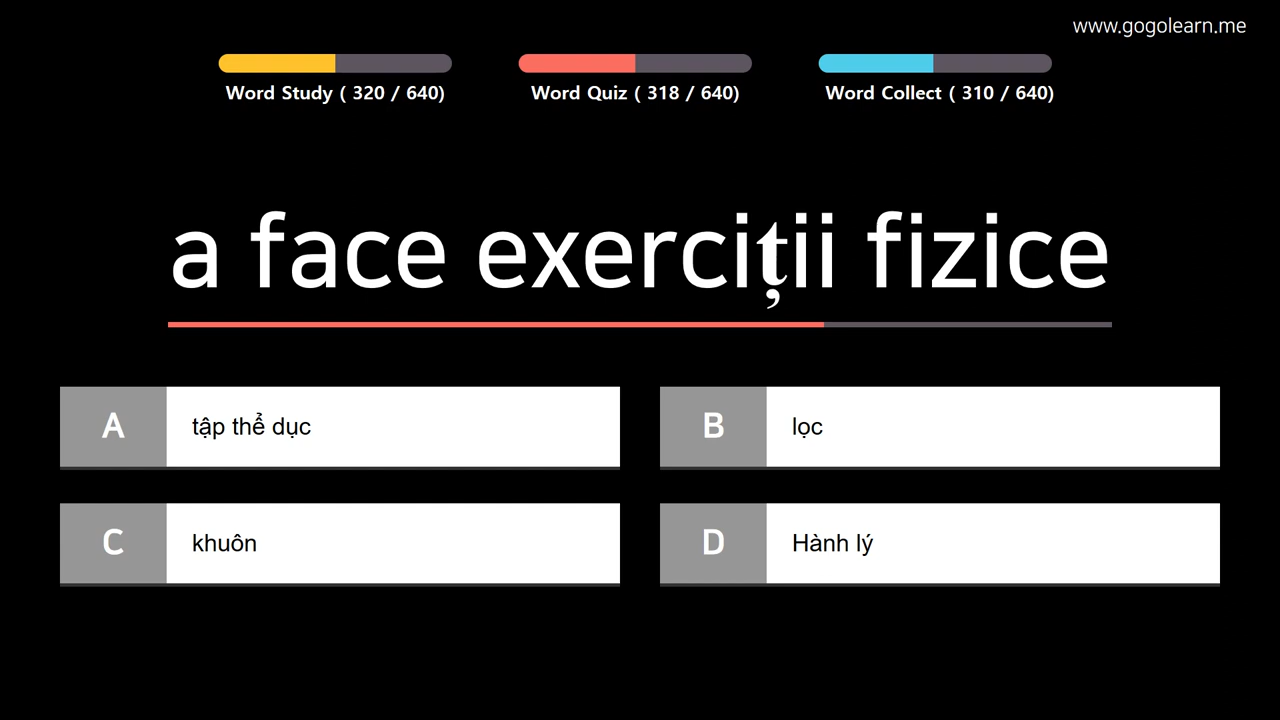 www.gogolearn.me
Word Study ( 320 / 640)
Word Quiz ( 318 / 640)
Word Collect ( 310 / 640)
a face exerciții fizice
A
tập thể dục
B
lọc
C
khuôn
D
Hành lý